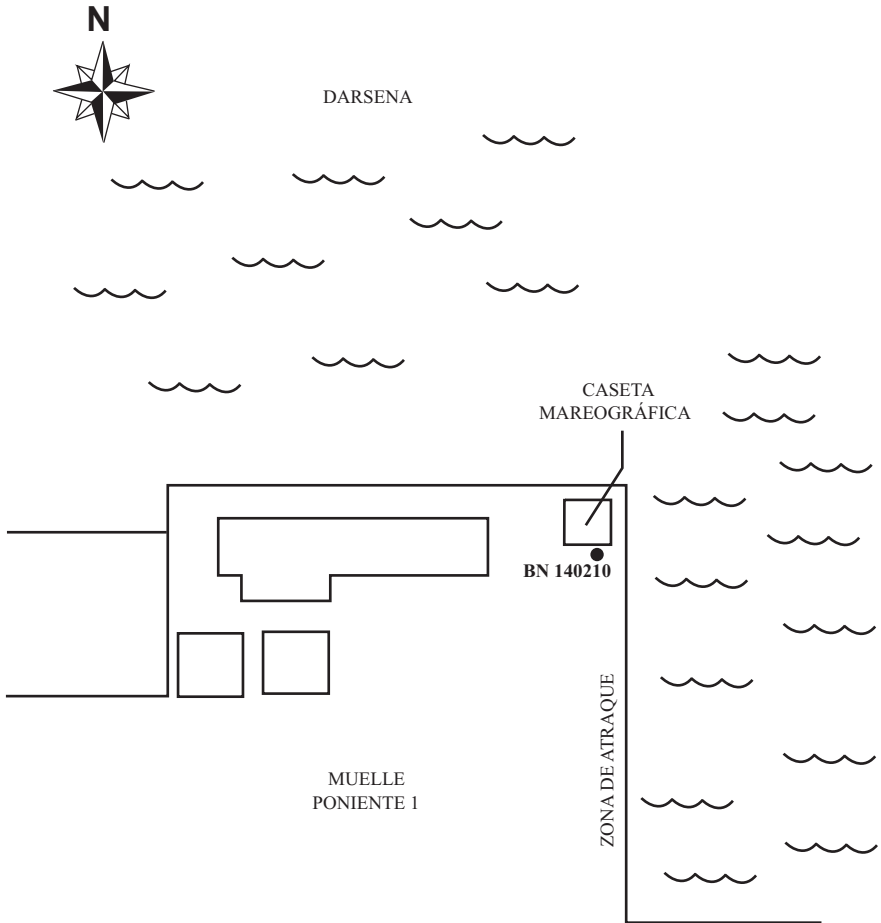 N
DARSENA
CASETA
MAREOGRÁFICA
BN 140210
ZONA DE ATRAQUE
MUELLE
PONIENTE 1